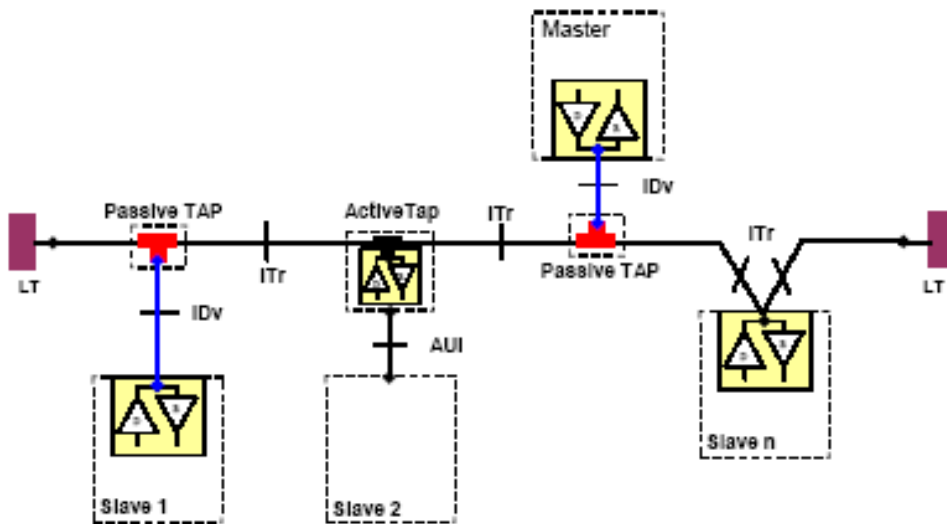 Master
IDv
Passive TAP
ActiveTap
ITr
ITr
ITr
Passive TAP
LT
LT
IDv
AUI
Slave 1
Slave 2
Slave n